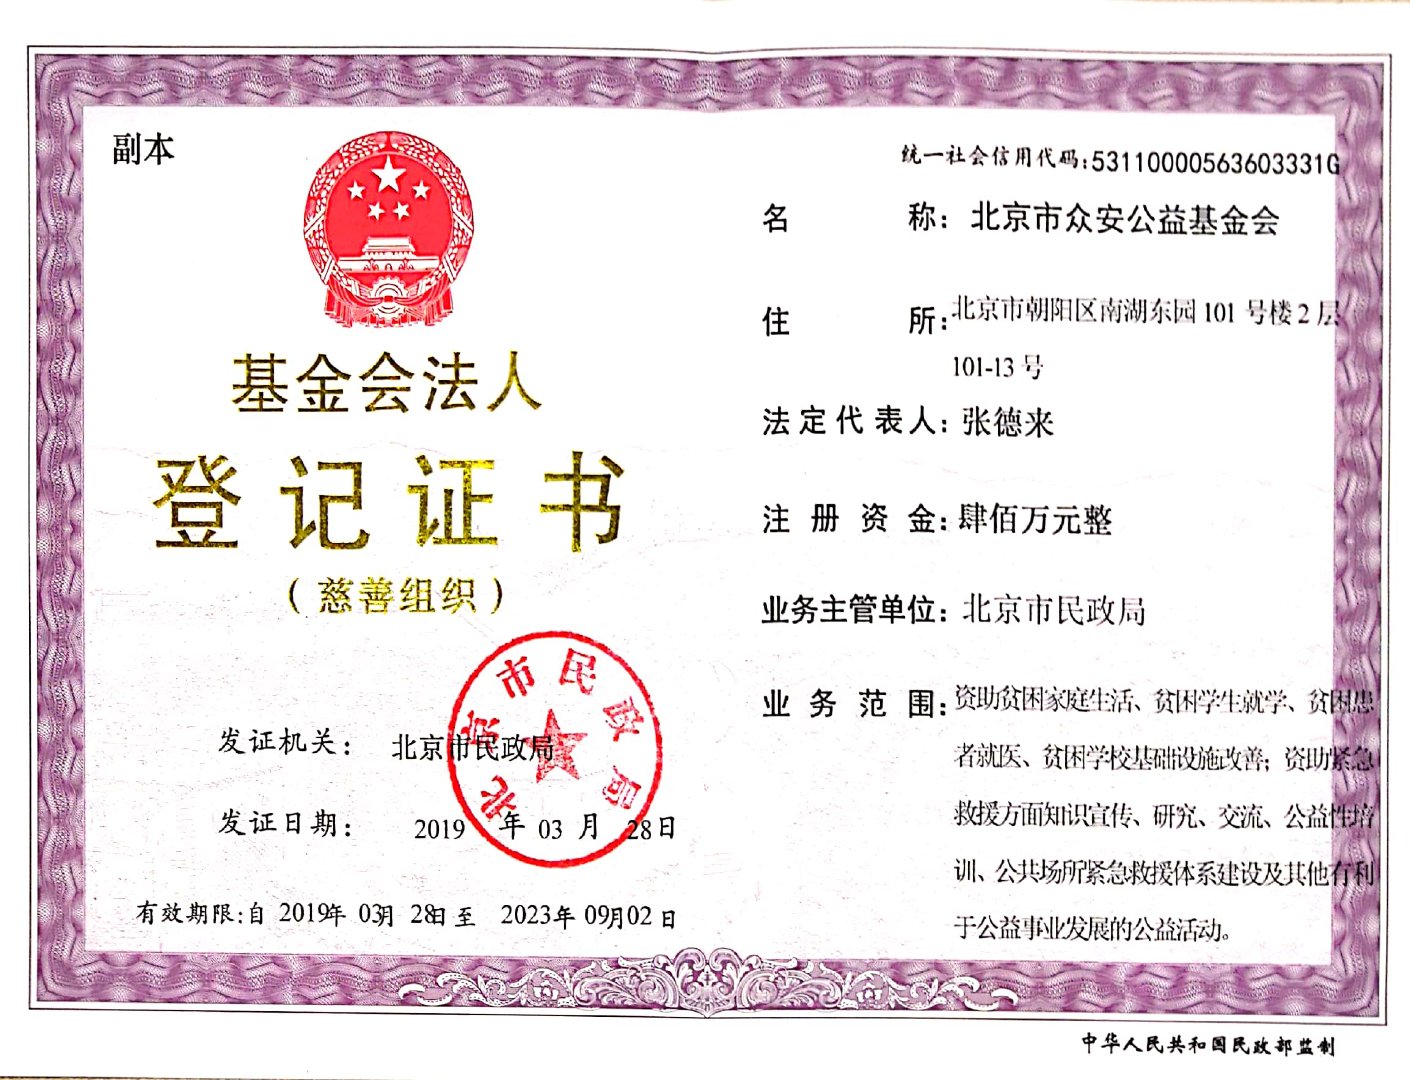 副本
基金会法人
登记证书
（慈善组织）
北京市民政局
发证机关： 北京市民政局
发证日期： 2019 年 03 月 28日
有效期限:自 2019年 03月 28日至 2023年 09月02 日
统一社会信用代码:53110000563603331G
名 称：北京市众安公益基金会
住 所：北京市朝阳区南湖东园 101 号楼 2 层
101-13 号
法定代表人：张德来
注册资金：肆佰万元整
业务主管单位：北京市民政局
业务范围：资助贫困家庭生活、贫困学生就学、贫困患
者就医、贫困学校基础设施改善；资助紧急
救援方面知识宣传、研究、交流、公益性培
训、公共场所紧急救援体系建设及其他有利
于公益事业发展的公益活动。
中华人民共和国民政部监制